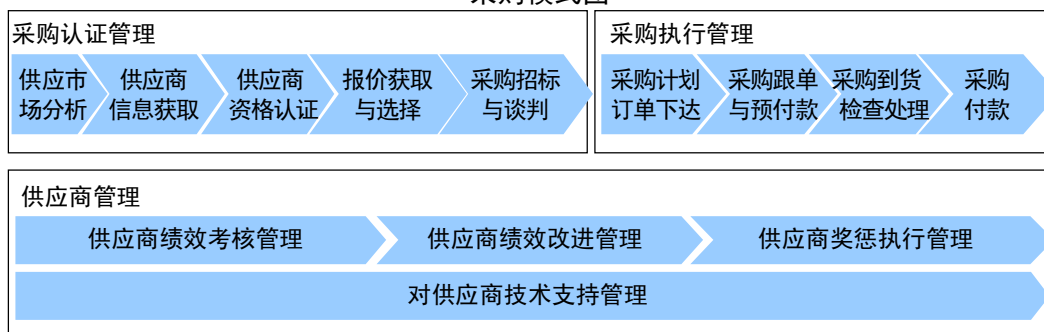 采购模式图
采购认证管理
供应市
场分析
供应商
信息获取
供应商
资格认证
报价获取
与选择
采购招标
与谈判
采购执行管理
采购计划
订单下达
采购跟单
与预付款
采购到货
检查处理
采购
付款
供应商管理
供应商绩效考核管理
供应商绩效改进管理
供应商奖惩执行管理
对供应商技术支持管理